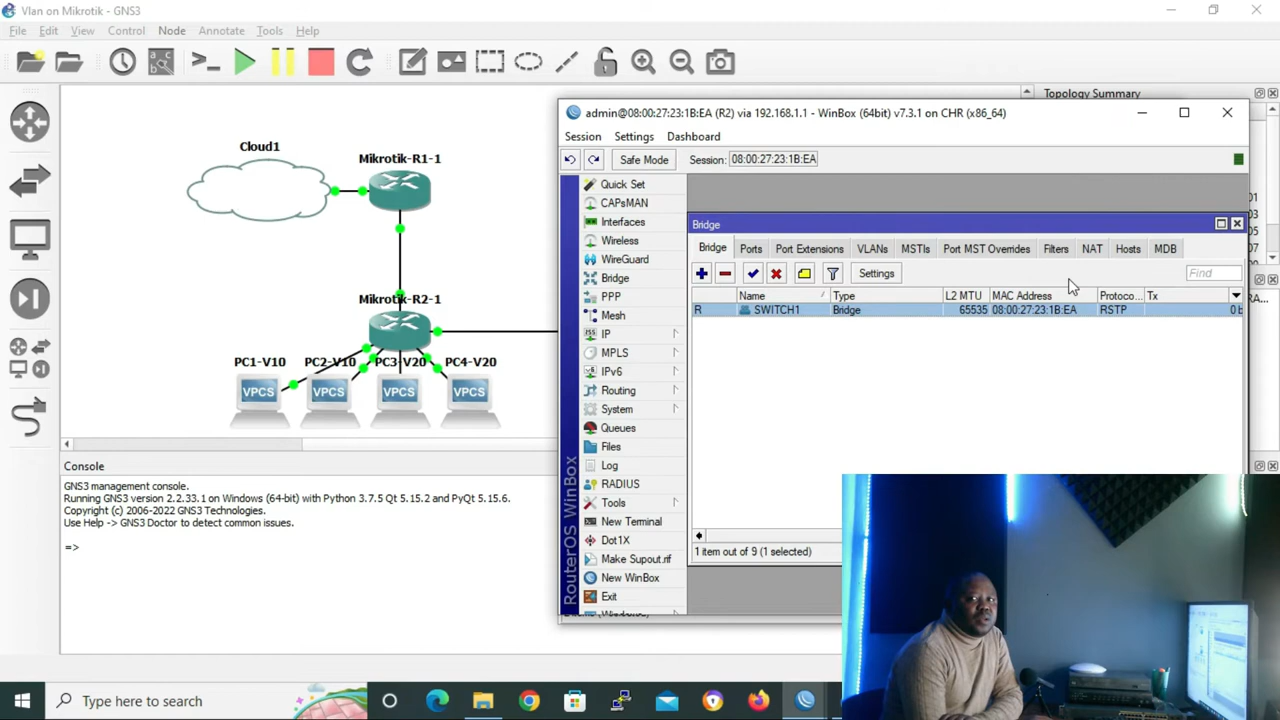 Vlan on Mikrotik - GNS3
File Edit View Control Node Annotate Tools Help
Topology Summary
Cloud1
Mikrotik-R1-1
Mikrotik-R2-1
PC1-V10 PC2-V10 PC3-V20 PC4-V20
VPCS VPCS VPCS VPCS
Console
GNS3 management console.
Running GNS3 version 2.2.33.1 on Windows (64-bit) with Python 3.7.5 Qt 5.15.2 and PyQt 5.15.6.
Copyright (c) 2006-2022 GNS3 Technologies.
Use Help -> GNS3 Doctor to detect common issues.
=>
admin@08:00:27:23:1B:EA (R2) via 192.168.1.1 - WinBox (64bit) v7.3.1 on CHR (x86_64)
Session Settings Dashboard
Safe Mode Session: 08:00:27:23:1B:EA
RouterOS WinBox
Quick Set
CAPsMAN
Interfaces
Wireless
WireGuard
Bridge
PPP
Mesh
IP
MPLS
IPv6
Routing
System
Queues
Files
Log
RADIUS
Tools
New Terminal
Dot1X
Make Supout.rif
New WinBox
Exit
Bridge
Bridge Ports Port Extensions VLANs MSTIs Port MST Overrides Filters NAT Hosts MDB
Settings Find
Name Type L2 MTU MAC Address Protoco... Tx
R SWITCH1 Bridge 65535 08:00:27:23:1B:EA RSTP 0 b
1 item out of 9 (1 selected)
Type here to search